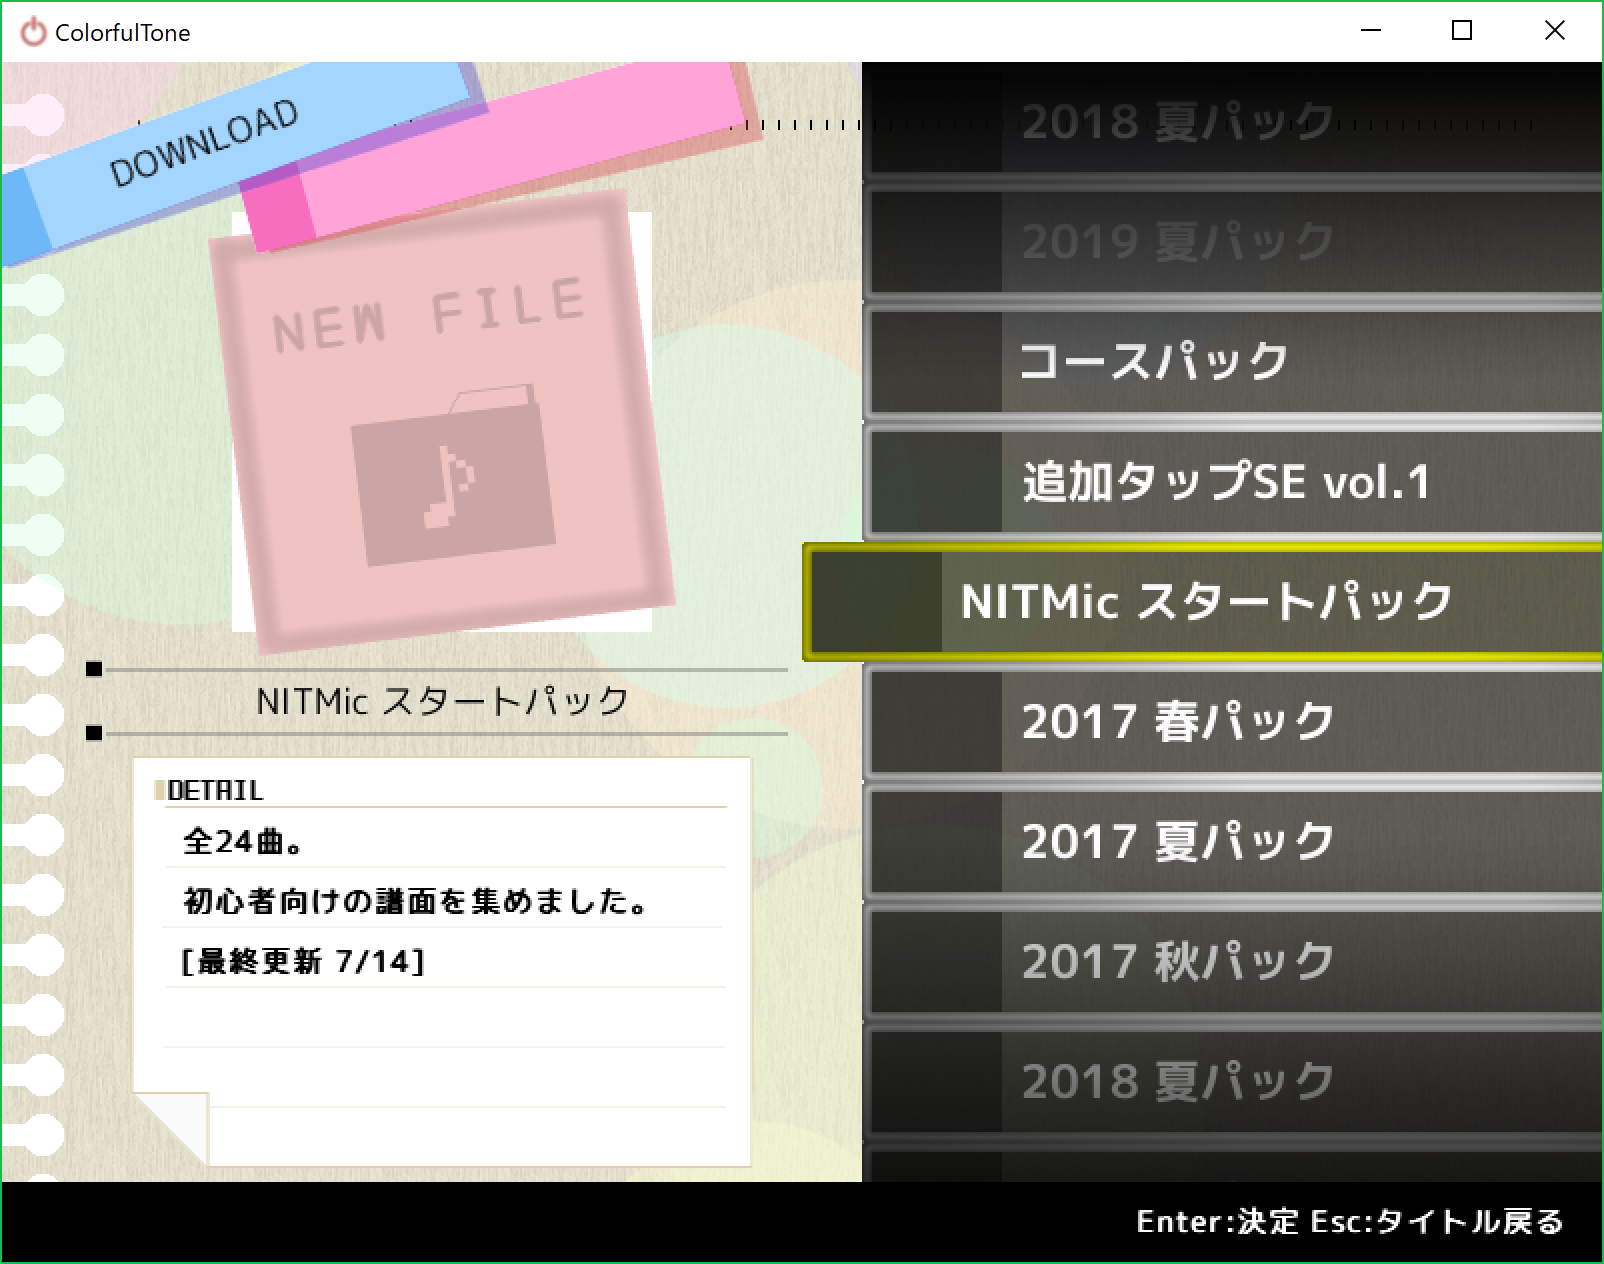 ColorfulTone
DOWNLOAD
NEW FILE
NITMic スタートパック
DETAIL
全24曲。
初心者向けの譜面を集めました。
[最終更新 7/14]
2018 夏パック
2019 夏パック
コースパック
追加タップSE vol.1
NITMic スタートパック
2017 春パック
2017 夏パック
2017 秋パック
2018 夏パック
Enter:決定 Esc:タイトル戻る